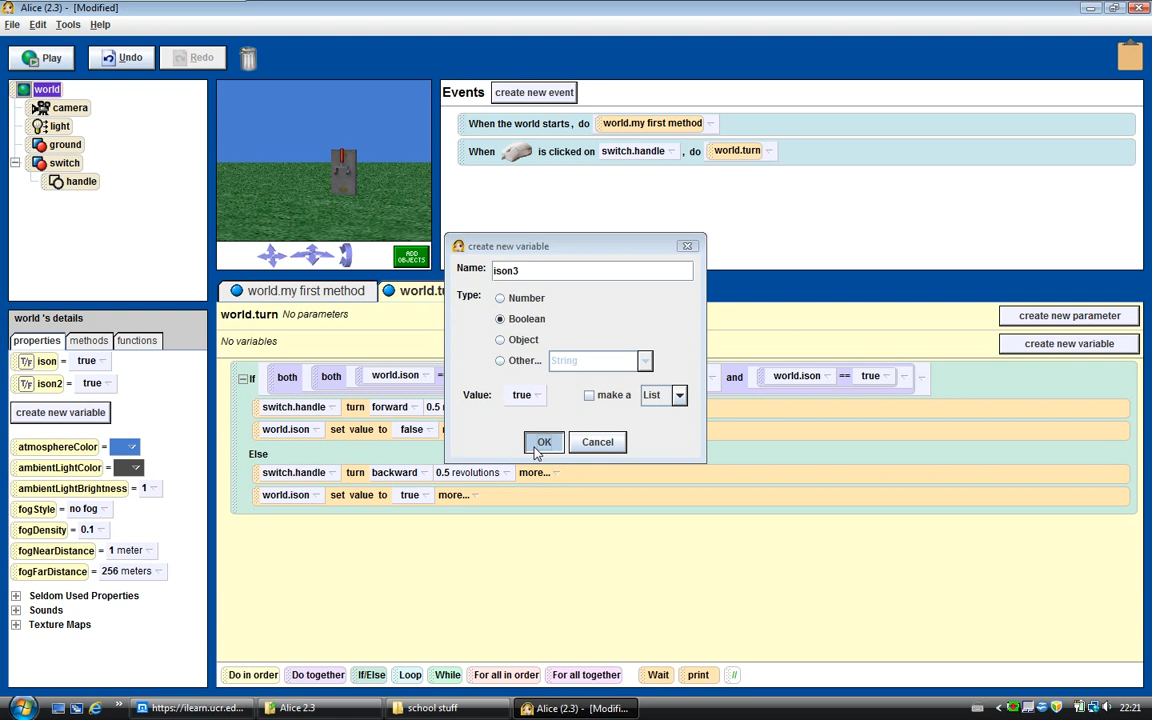 Alice (2.3) - [Modified]
File Edit Tools Help
Play Undo Redo
world
camera
light
ground
switch
handle
ADD OBJECTS
Events create new event
When the world starts, do world.my first method
When is clicked on switch.handle , do world.turn
create new variable
Name: ison3
Type: Number
Boolean
Object
Other... String
Value: true make a List
OK Cancel
world 's details
properties methods functions
T/F ison = true
T/F ison2 = true
create new variable
atmosphereColor =
ambientLightColor =
ambientLightBrightness = 1
fogStyle = no fog
fogDensity = 0.1
fogNearDistance = 1 meter
fogFarDistance = 256 meters
Seldom Used Properties
Sounds
Texture Maps
world.my first method
world.turn No parameters create new parameter
No variables create new variable
If both both world.ison = and world.ison == true
switch.handle turn forward 0.5
world.ison set value to false
Else
switch.handle turn backward 0.5 revolutions more...
world.ison set value to true more...
Do in order Do together If/Else Loop While For all in order For all together Wait print //
https://ilearn.ucr.ed... Alice 2.3 school stuff Alice (2.3) - [Modifi... 22:21